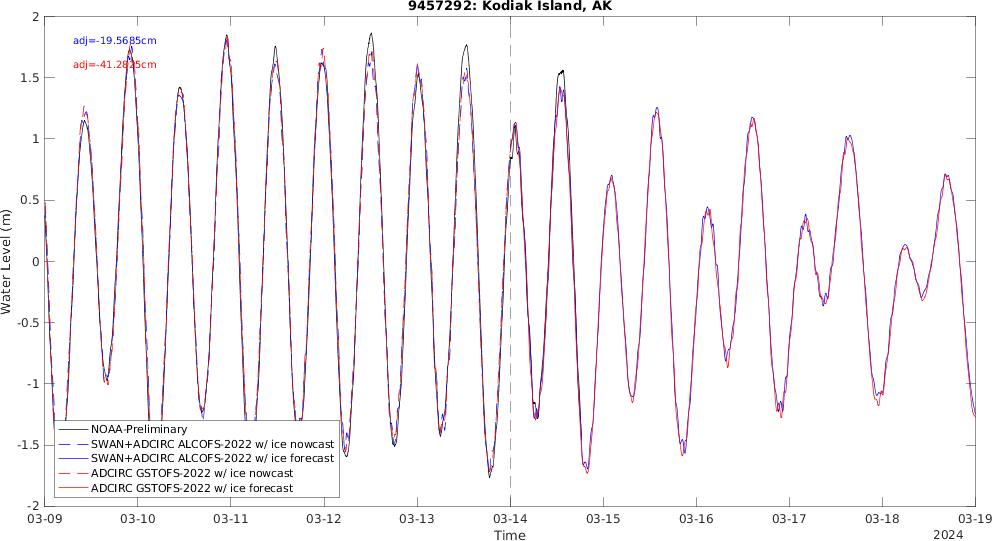 9457292: Kodiak Island, AK
adj=-19.5685cm
adj=-41.2825cm
Water Level (m)
2
1.5
1
0.5
0
-0.5
-1
-1.5
-2
NOAA-Preliminary
SWAN+ADCIRC ALCOFS-2022 w/ ice nowcast
SWAN+ADCIRC ALCOFS-2022 w/ ice forecast
ADCIRC GSTOFS-2022 w/ ice nowcast
ADCIRC GSTOFS-2022 w/ ice forecast
03-09 03-10 03-11 03-12 03-13 03-14 03-15 03-16 03-17 03-18 03-19
Time
2024